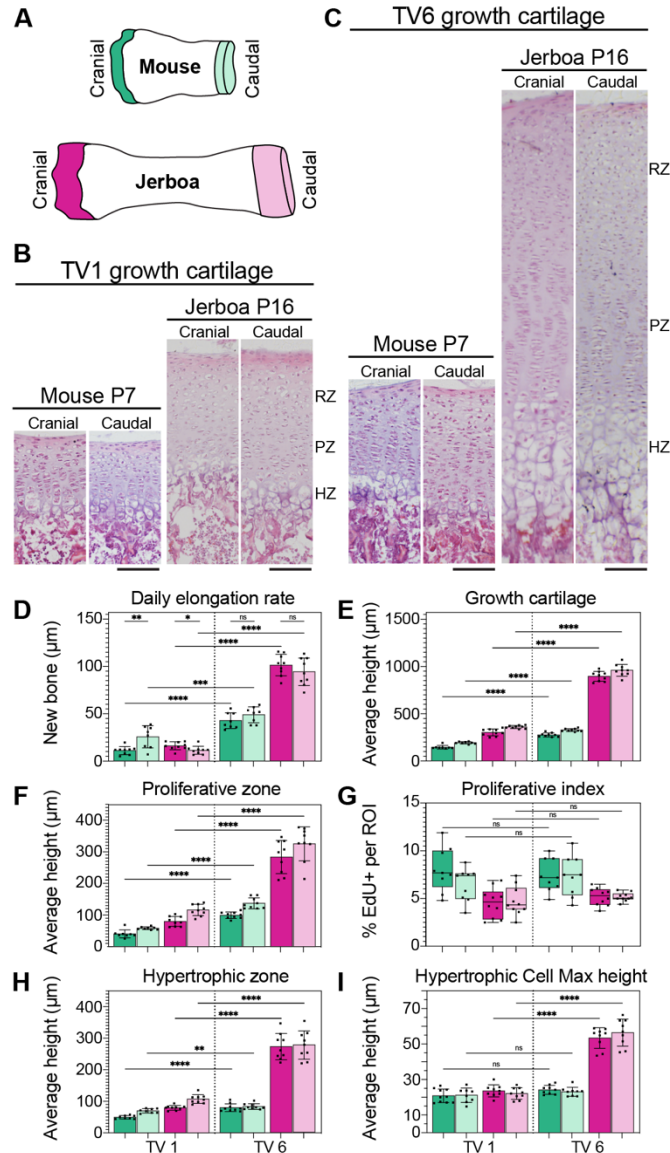 A
Cranial
Mouse
Caudal
Cranial
Jerboa
Caudal
B
TV1 growth cartilage
Jerboa P16
Cranial Caudal
Mouse P7
Cranial Caudal
RZ
PZ
HZ
C
TV6 growth cartilage
Jerboa P16
Cranial Caudal
RZ
PZ
Mouse P7
Cranial Caudal
HZ
D
Daily elongation rate
New bone (µm)
150
100
50
0
** * ns ns
****
****
***
****
E
Growth cartilage
Average height (µm)
1500
1000
500
0
****
****
****
****
F
Proliferative zone
Average height (µm)
400
300
200
100
0
****
****
****
****
G
Proliferative index
% EdU+ per ROI
15
10
5
0
ns
ns
ns
ns
H
Hypertrophic zone
Average height (µm)
400
300
200
100
0
****
****
**
****
TV 1 TV 6
I
Hypertrophic Cell Max height
Average height (µm)
70
50
30
10
0
****
****
ns
ns
TV 1 TV 6